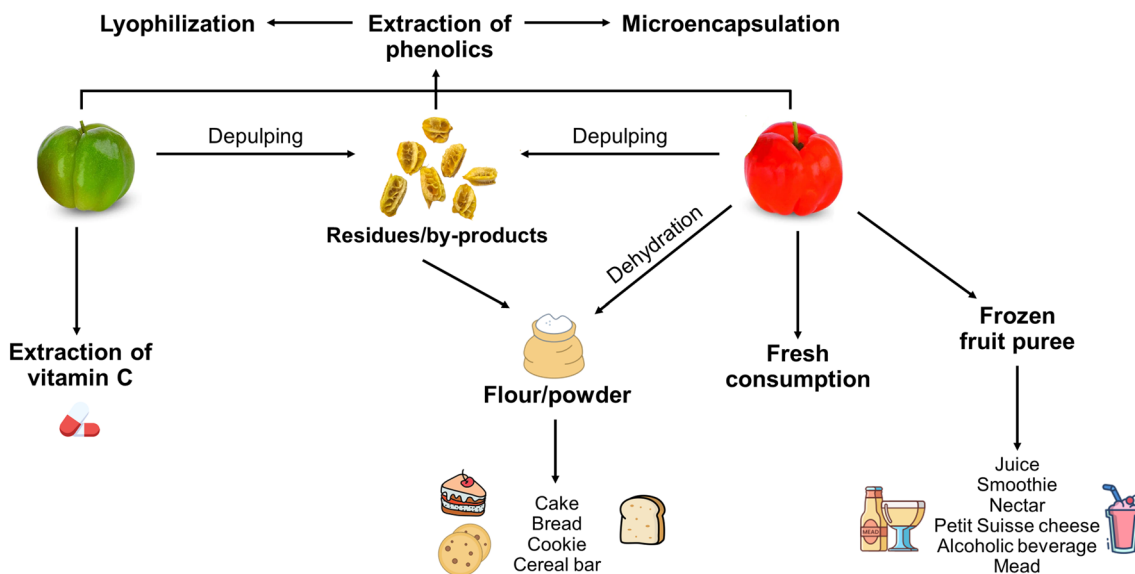 Lyophilization
Extraction of
phenolics
Microencapsulation
Depulping
Depulping
Residues/by-products
Dehydration
Extraction of
vitamin C
Flour/powder
Fresh
consumption
Frozen
fruit puree
Cake
Bread
Cookie
Cereal bar
MEAD
Juice
Smoothie
Nectar
Petit Suisse cheese
Alcoholic beverage
Mead